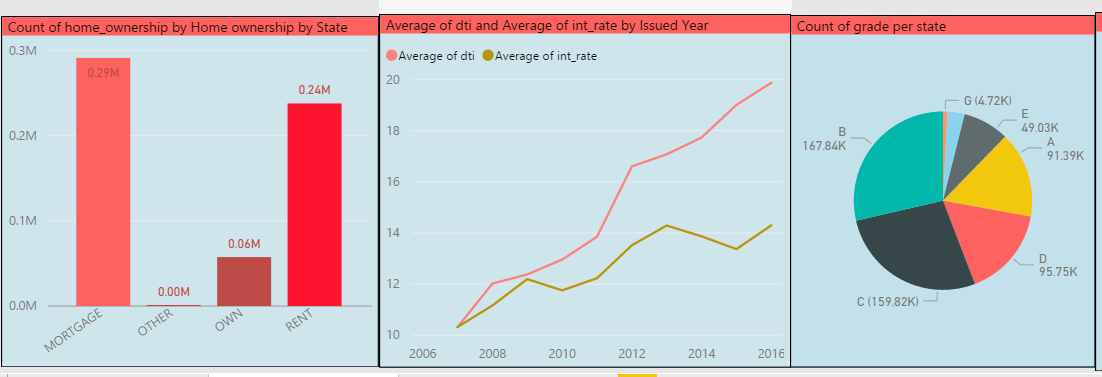 Count of home_ownership by Home ownership by State
0.3M
0.2M
0.1M
0.0M
0.29M
0.00M
0.06M
0.24M
MORTGAGE
OTHER
OWN
RENT
Average of dti and Average of int_rate by Issued Year
Average of dti
Average of int_rate
20
18
16
14
12
10
2006
2008
2010
2012
2014
2016
Count of grade per state
G (4.72K)
E
49.03K
A
91.39K
D
95.75K
C (159.82K)
B
167.84K